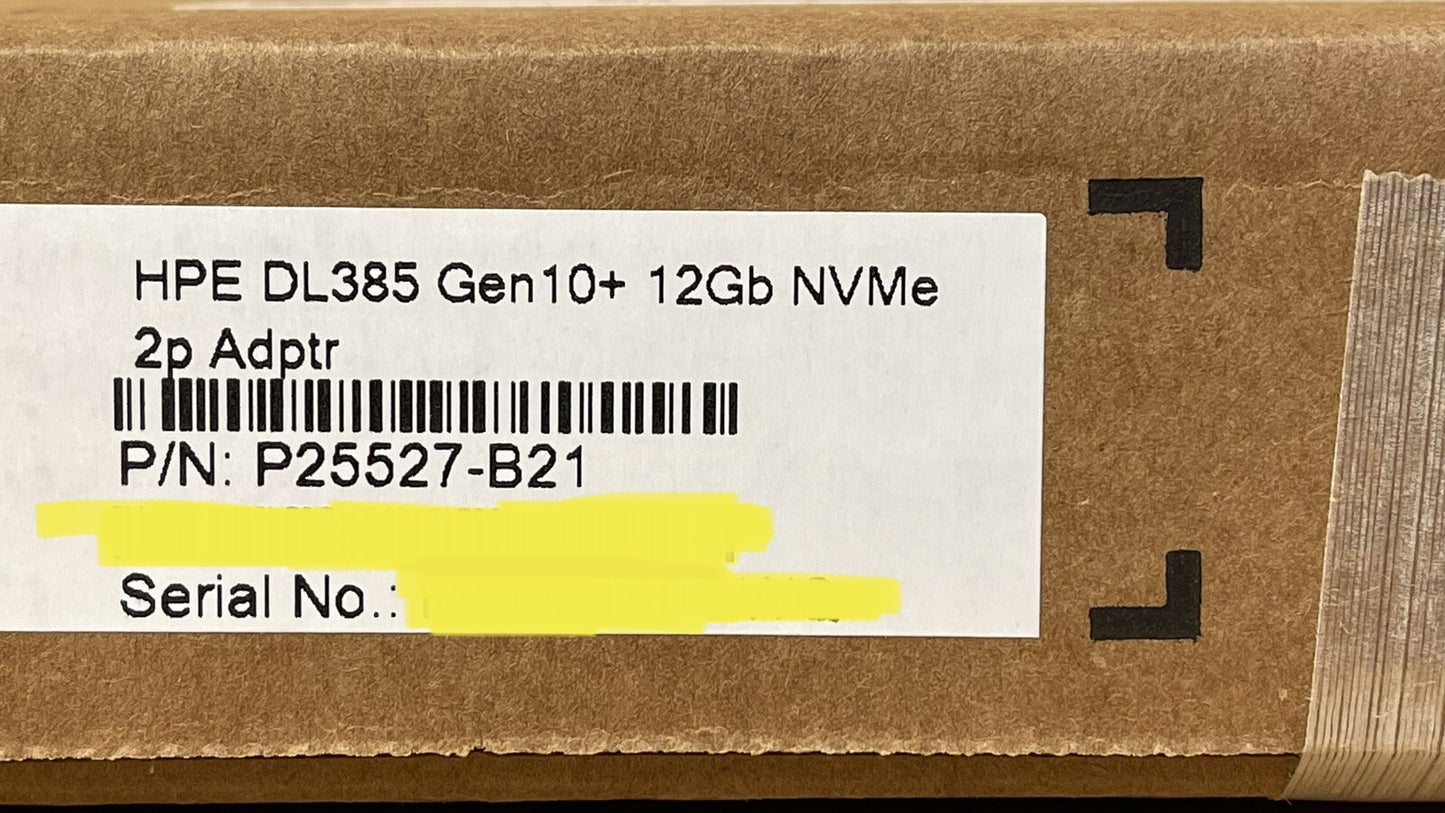 HPE DL385 Gen10+ 12Gb NVMe
2p Adptr
P/N: P25527-B21
Serial No.: